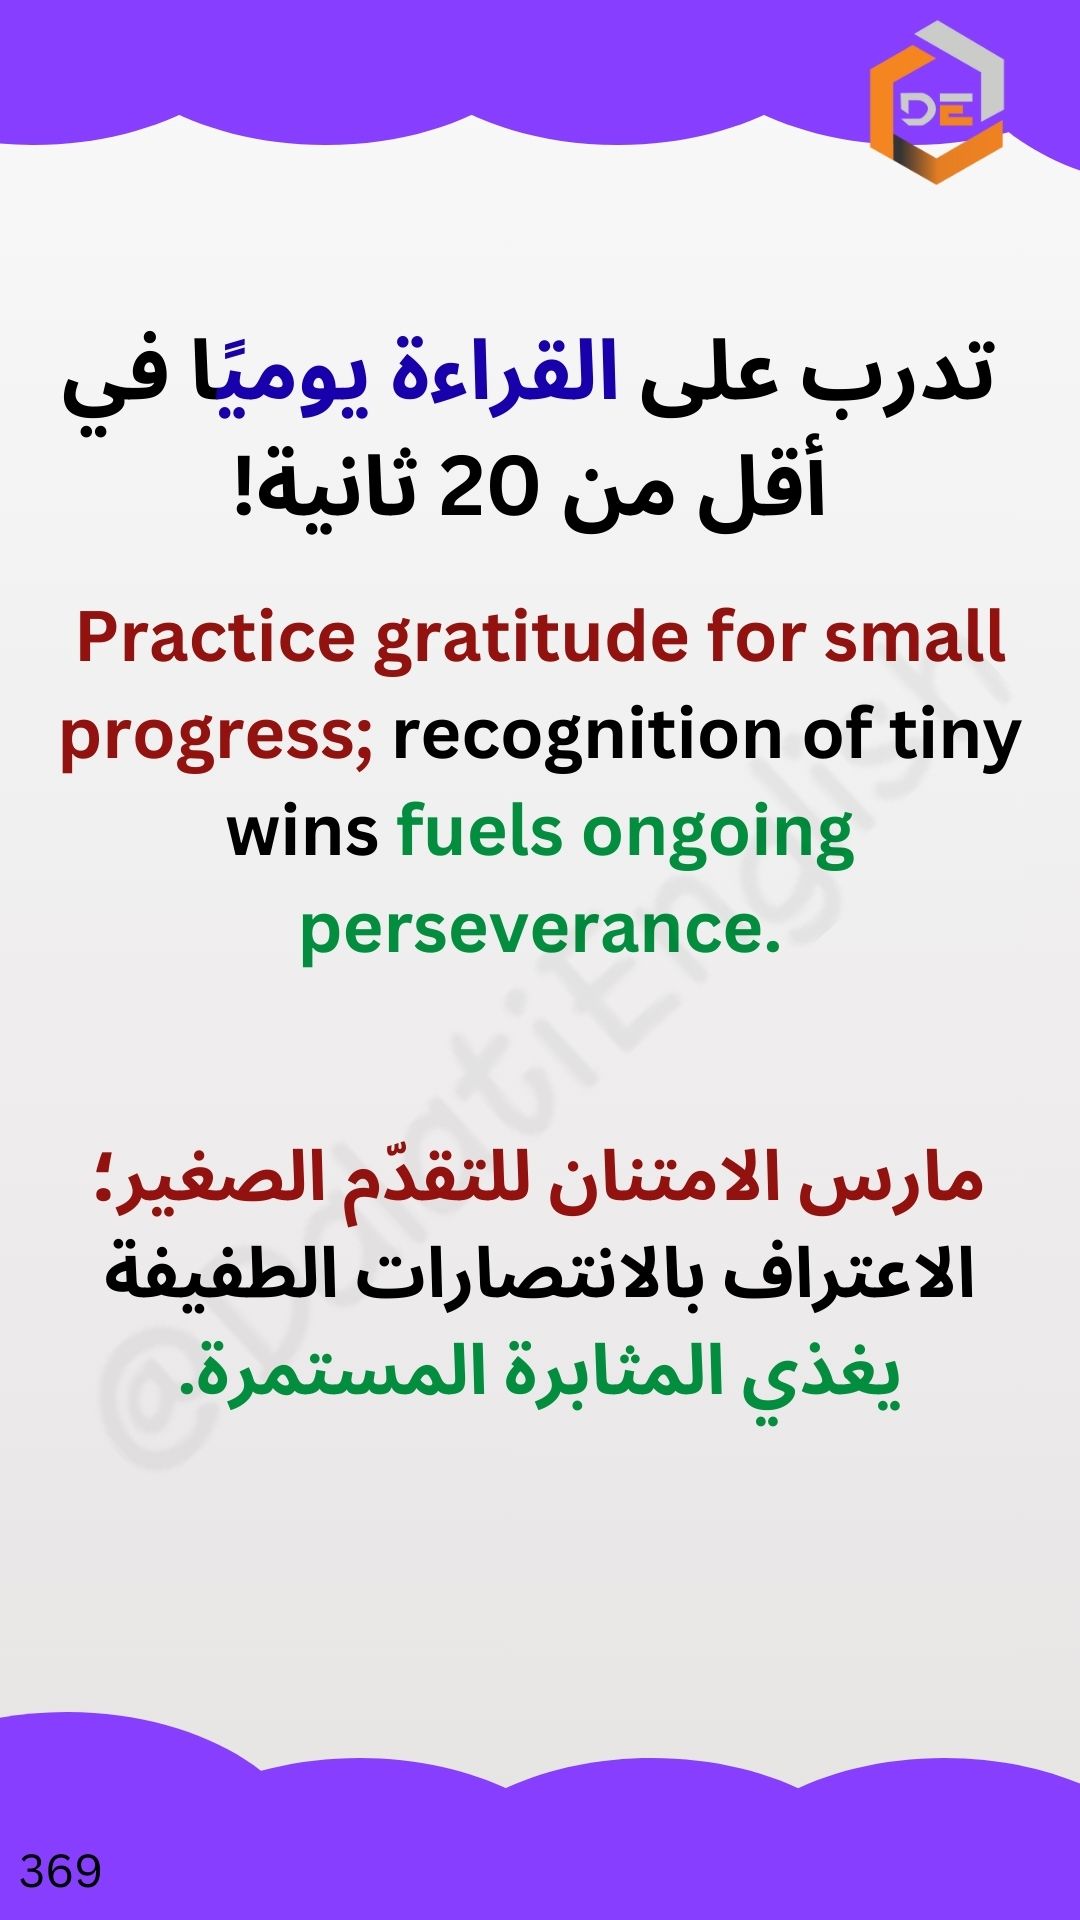 DE
تدرب على القراءة يوميًا في
أقل من 20 ثانية!
Practice gratitude for small
progress; recognition of tiny
wins fuels ongoing
perseverance.
@DdatiEnglish
مارس الامتنان للتقدّم الصغير؛
الاعتراف بالانتصارات الطفيفة
يغذي المثابرة المستمرة.
369